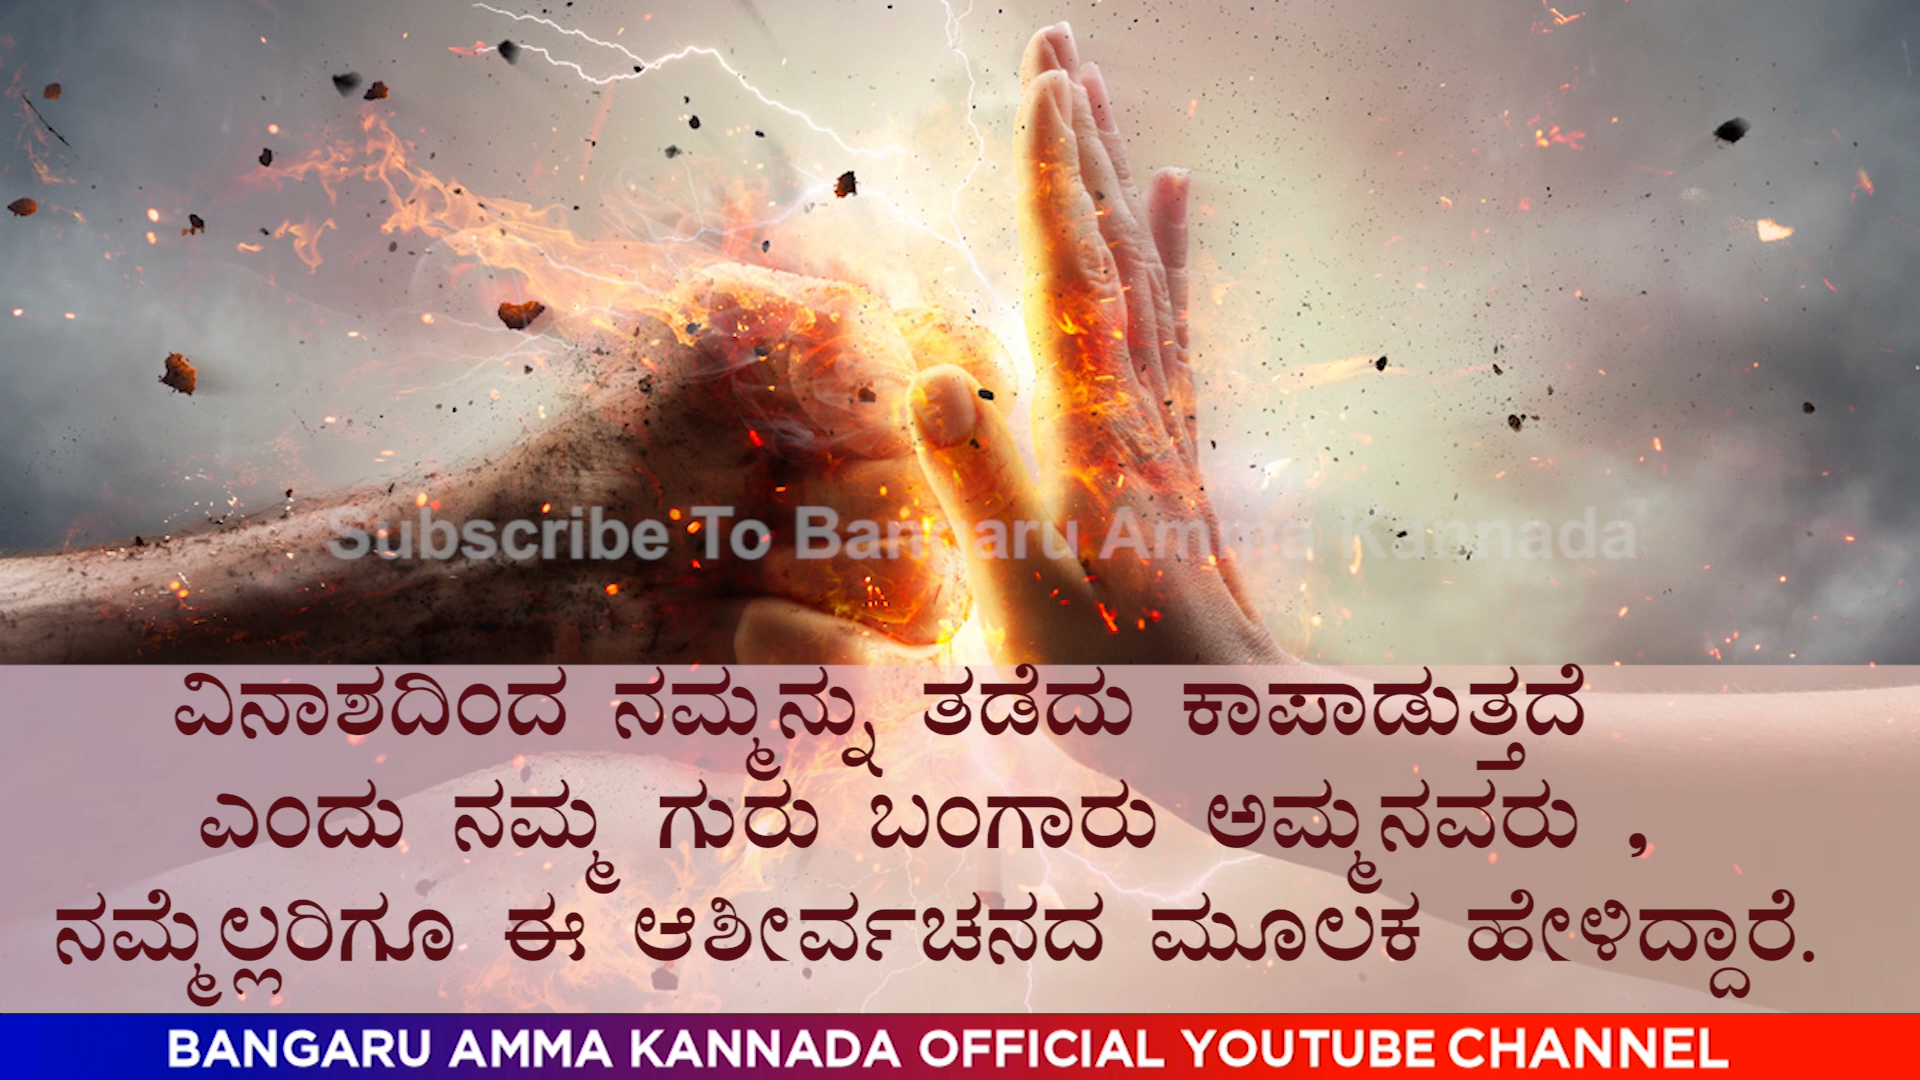 Subscribe To Bangaru Amma Kannada
ವಿನಾಶದಿಂದ ನಮ್ಮನ್ನು ತಡೆದು ಕಾಪಾಡುತ್ತದೆ
ಎಂದು ನಮ್ಮ ಗುರು ಬಂಗಾರು ಅಮ್ಮನವರು ,
ನಮ್ಮೆಲ್ಲರಿಗೂ ಈ ಆಶೀರ್ವಚನದ ಮೂಲಕ ಹೇಳಿದ್ದಾರೆ.
BANGARU AMMA KANNADA OFFICIAL YOUTUBE CHANNEL